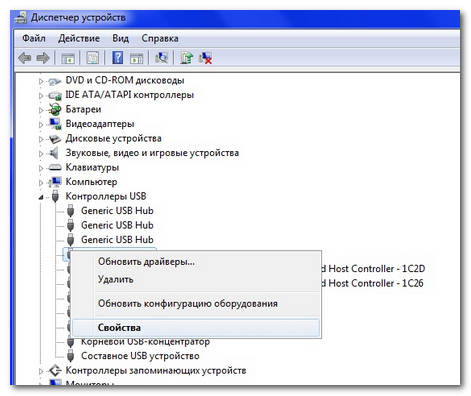 Диспетчер устройств
Файл Действие Вид Справка
DVD и CD-ROM дисководы
IDE ATA/ATAPI контроллеры
Батареи
Видеоадаптеры
Дисковые устройства
Звуковые, видео и игровые устройства
Клавиатуры
Компьютер
Контроллеры USB
Generic USB Hub
Generic USB Hub
Generic USB Hub
Обновить драйверы...
d Host Controller - 1C2D
Удалить
d Host Controller - 1C26
Обновить конфигурацию оборудования
Свойства
Корневой USB-концентратор
Составное USB устройство
Контроллеры запоминающих устройств
Мониторы